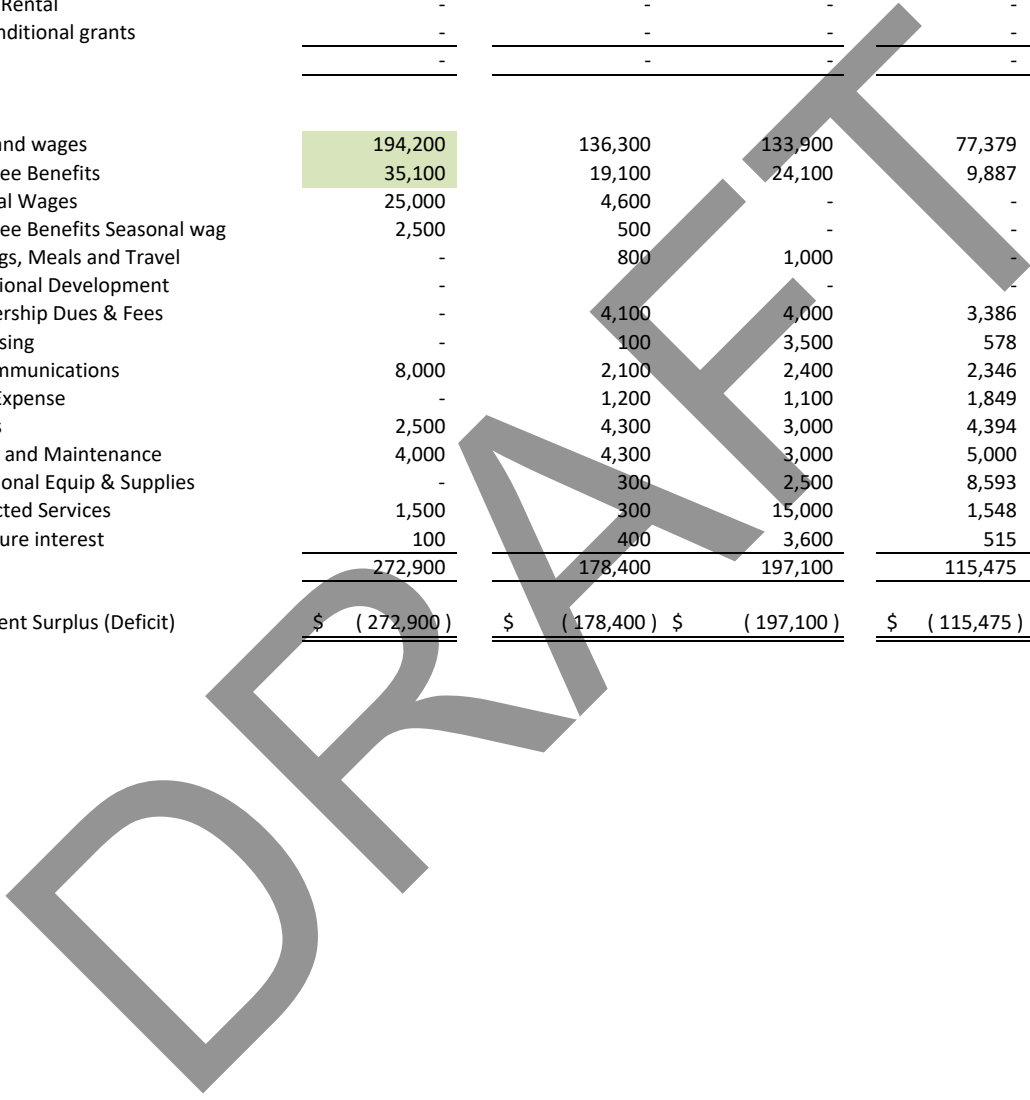 Rental - - - -
nditional grants - - - -
- - - -
and wages 194,200 136,300 133,900 77,379
ee Benefits 35,100 19,100 24,100 9,887
al Wages 25,000 4,600 - -
ee Benefits Seasonal wag 2,500 500 - -
gs, Meals and Travel - 800 1,000 -
ional Development - - -
ership Dues & Fees - 4,100 4,000 3,386
sing - 100 3,500 578
mmunications 8,000 2,100 2,400 2,346
Expense - 1,200 1,100 1,849
s 2,500 4,300 3,000 4,394
and Maintenance 4,000 4,300 3,000 5,000
onal Equip & Supplies - 300 2,500 8,593
cted Services 1,500 300 15,000 1,548
ure interest 100 400 3,600 515
272,900 178,400 197,100 115,475
ent Surplus (Deficit) $ ( 272,900 ) $ ( 178,400 ) $ ( 197,100 ) $ ( 115,475 )
DRAFT